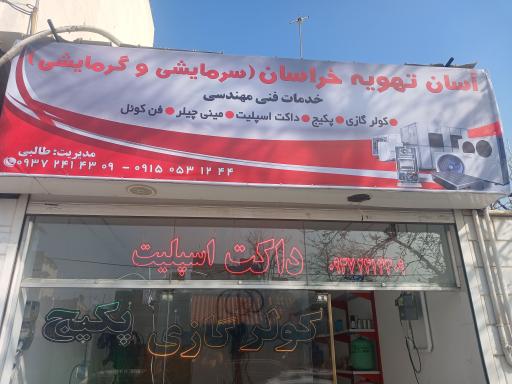 آسان تهویه خراسان (سرمایشی و گرمایشی)
خدمات فنی مهندسی
●کولر گازی ●پکیج ●داکت اسپلیت ●مینی چیلر ●فن کوئل
مدیریت: طالبی
۰۹۳۷ ۲۴۱ ۴۳ ۰۹ - ۰۹۱۵ ۰۵۳ ۱۲ ۴۴
داکت اسپلیت
۰۹۳۷۲۴۱۴۳۰۹
کولر گازی پکیج